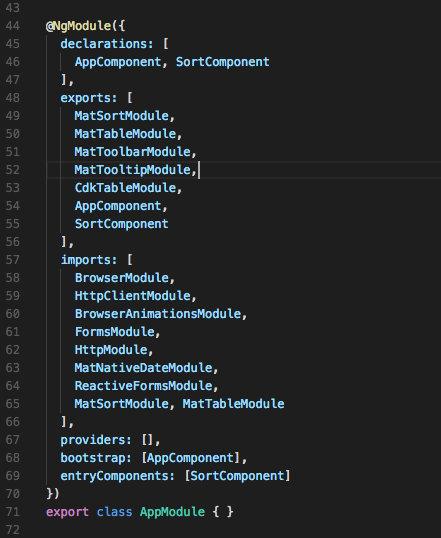 43
44 @NgModule({
45 declarations: [
46 AppComponent, SortComponent
47 ],
48 exports: [
49 MatSortModule,
50 MatTableModule,
51 MatToolbarModule,
52 MatTooltipModule,
53 CdkTableModule,
54 AppComponent,
55 SortComponent
56 ],
57 imports: [
58 BrowserModule,
59 HttpClientModule,
60 BrowserAnimationsModule,
61 FormsModule,
62 HttpModule,
63 MatNativeDateModule,
64 ReactiveFormsModule,
65 MatSortModule, MatTableModule
66 ],
67 providers: [],
68 bootstrap: [AppComponent],
69 entryComponents: [SortComponent]
70 })
71 export class AppModule { }
72